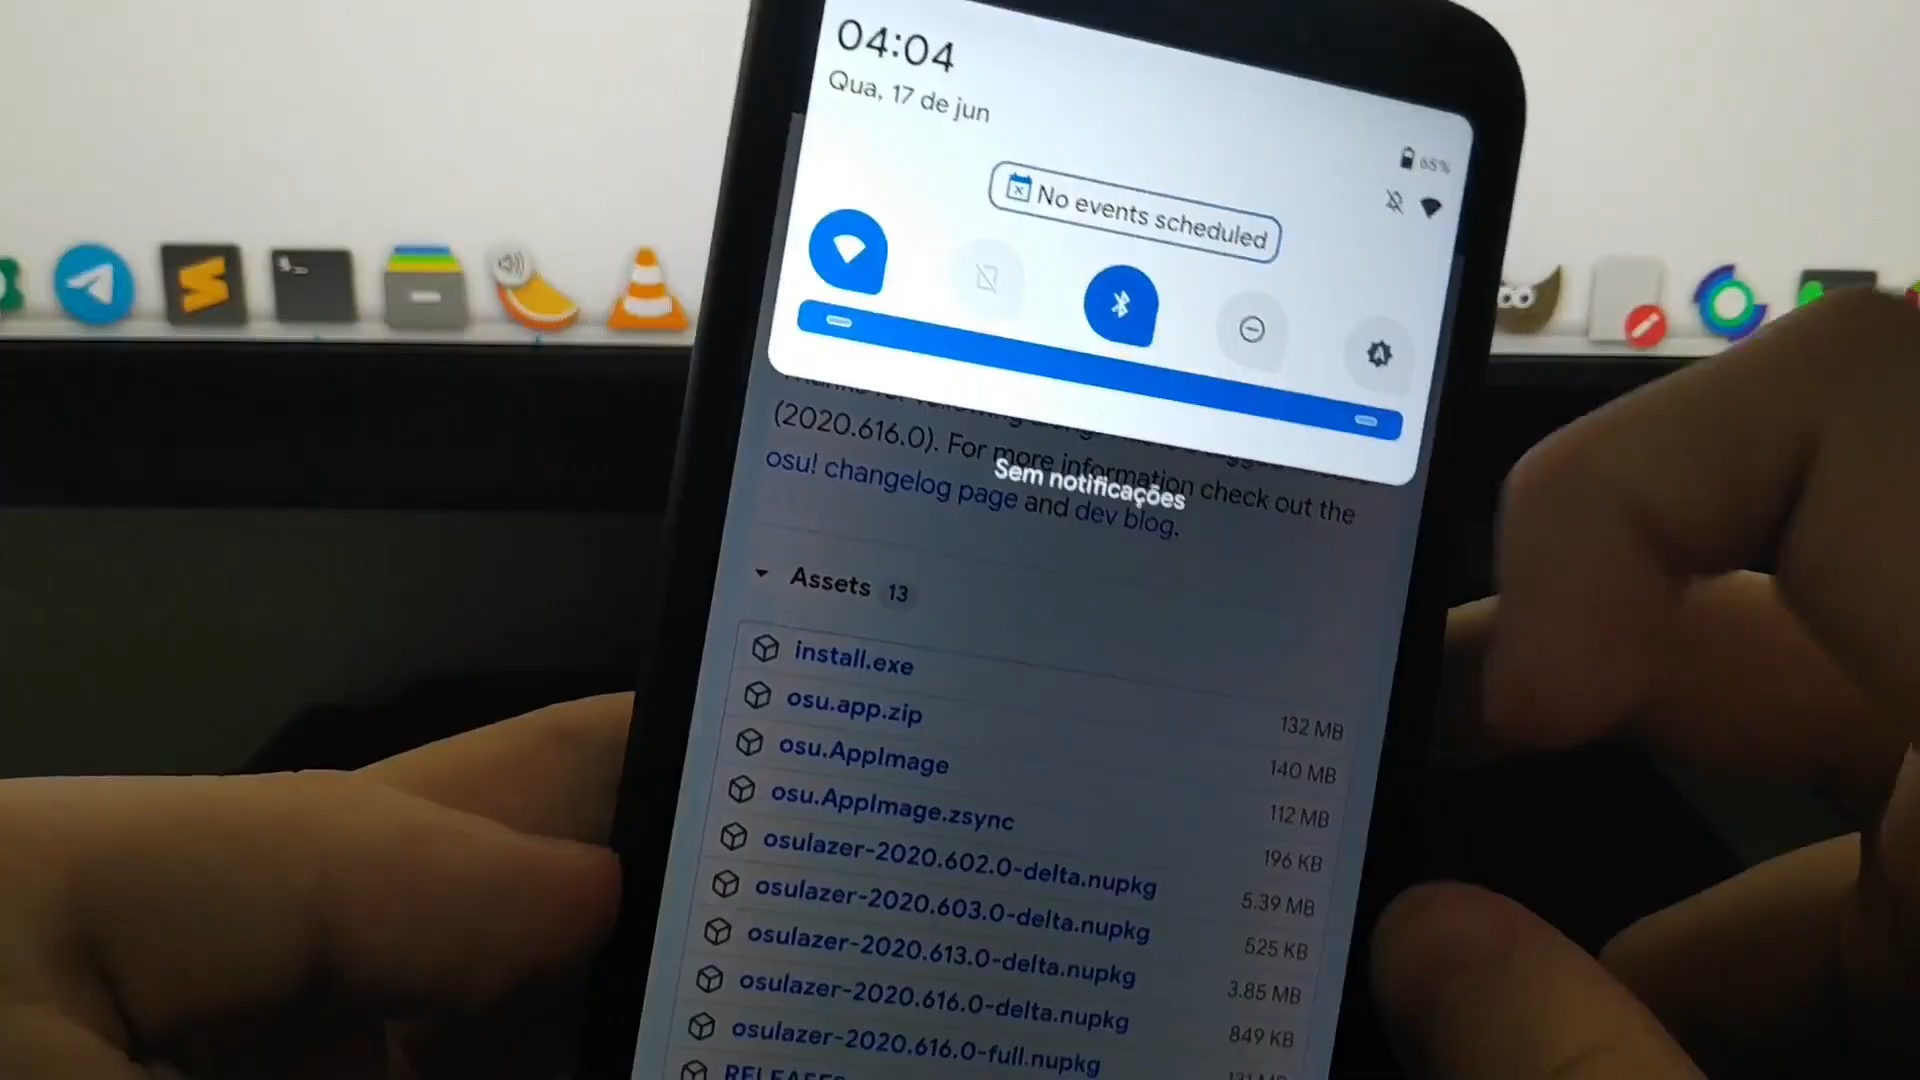 04:04
Qua, 17 de jun
65%
No events scheduled
(2020.616.0). For more information check out the
Sem notificações
osu! changelog page and dev blog.
Assets 13
install.exe
132 MB
osu.app.zip
140 MB
osu.AppImage
112 MB
osu.AppImage.zsync
196 KB
osulazer-2020.602.0-delta.nupkg
5.39 MB
osulazer-2020.603.0-delta.nupkg
525 KB
osulazer-2020.613.0-delta.nupkg
3.85 MB
osulazer-2020.616.0-delta.nupkg
849 KB
osulazer-2020.616.0-full.nupkg
RELEASES